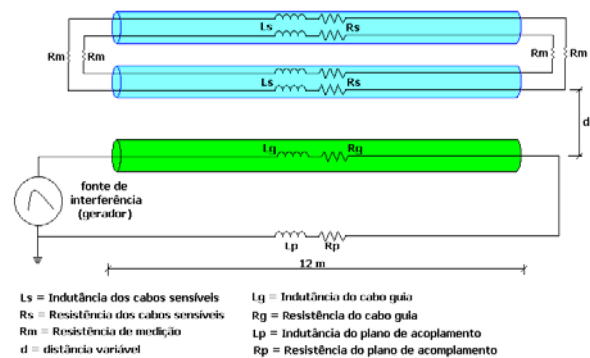 Ls Rs
Rm Rm Rm Rm
Ls Rs
d
Lg Rg
fonte de
interferência
(gerador)
Lp Rp
12 m
Ls = Indutância dos cabos sensíveis
Rs = Resistência dos cabos sensíveis
Rm = Resistência de medição
d = distância variável
Lg = Indutância do cabo guia
Rg = Resistência do cabo guia
Lp = Indutância do plano de acoplamento
Rp = Resistência do plano de acomplamento